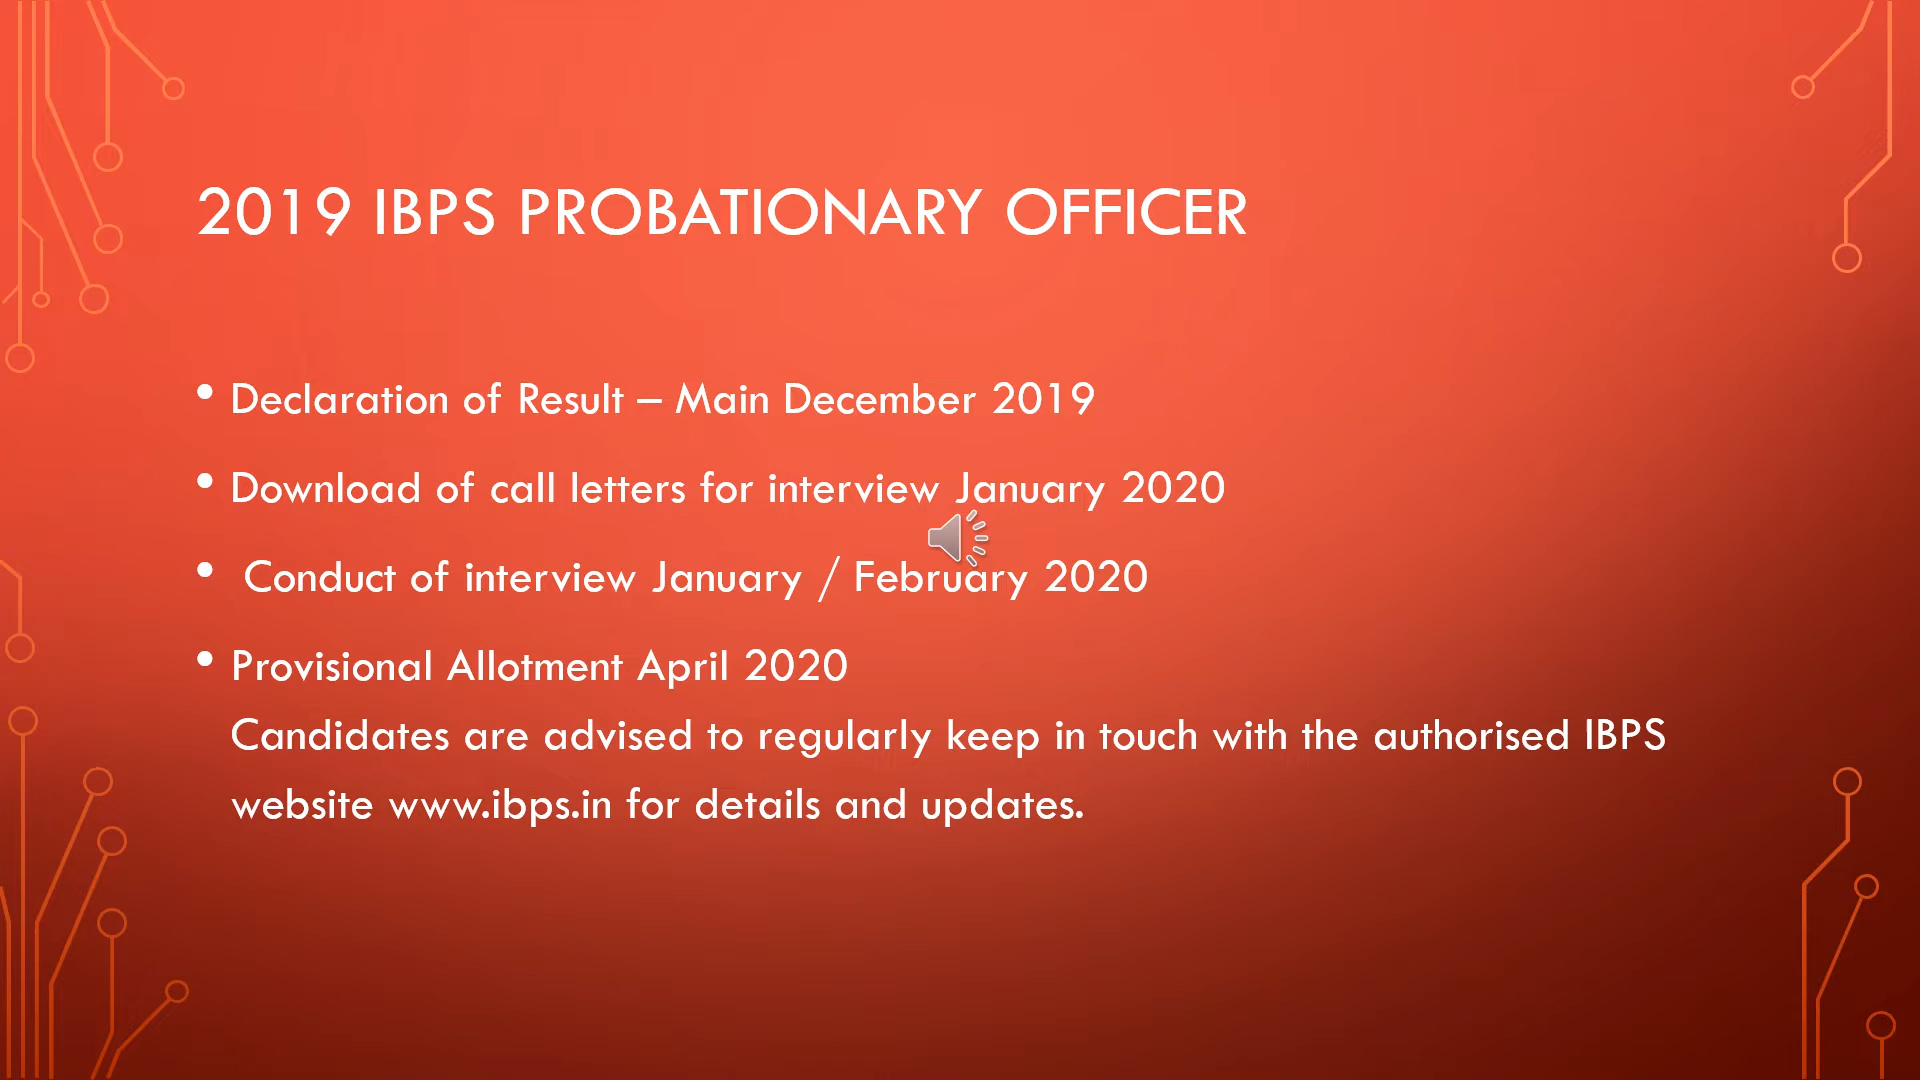 2019 IBPS PROBATIONARY OFFICER
• Declaration of Result – Main December 2019
• Download of call letters for interview January 2020
• Conduct of interview January / February 2020
• Provisional Allotment April 2020
Candidates are advised to regularly keep in touch with the authorised IBPS
website www.ibps.in for details and updates.